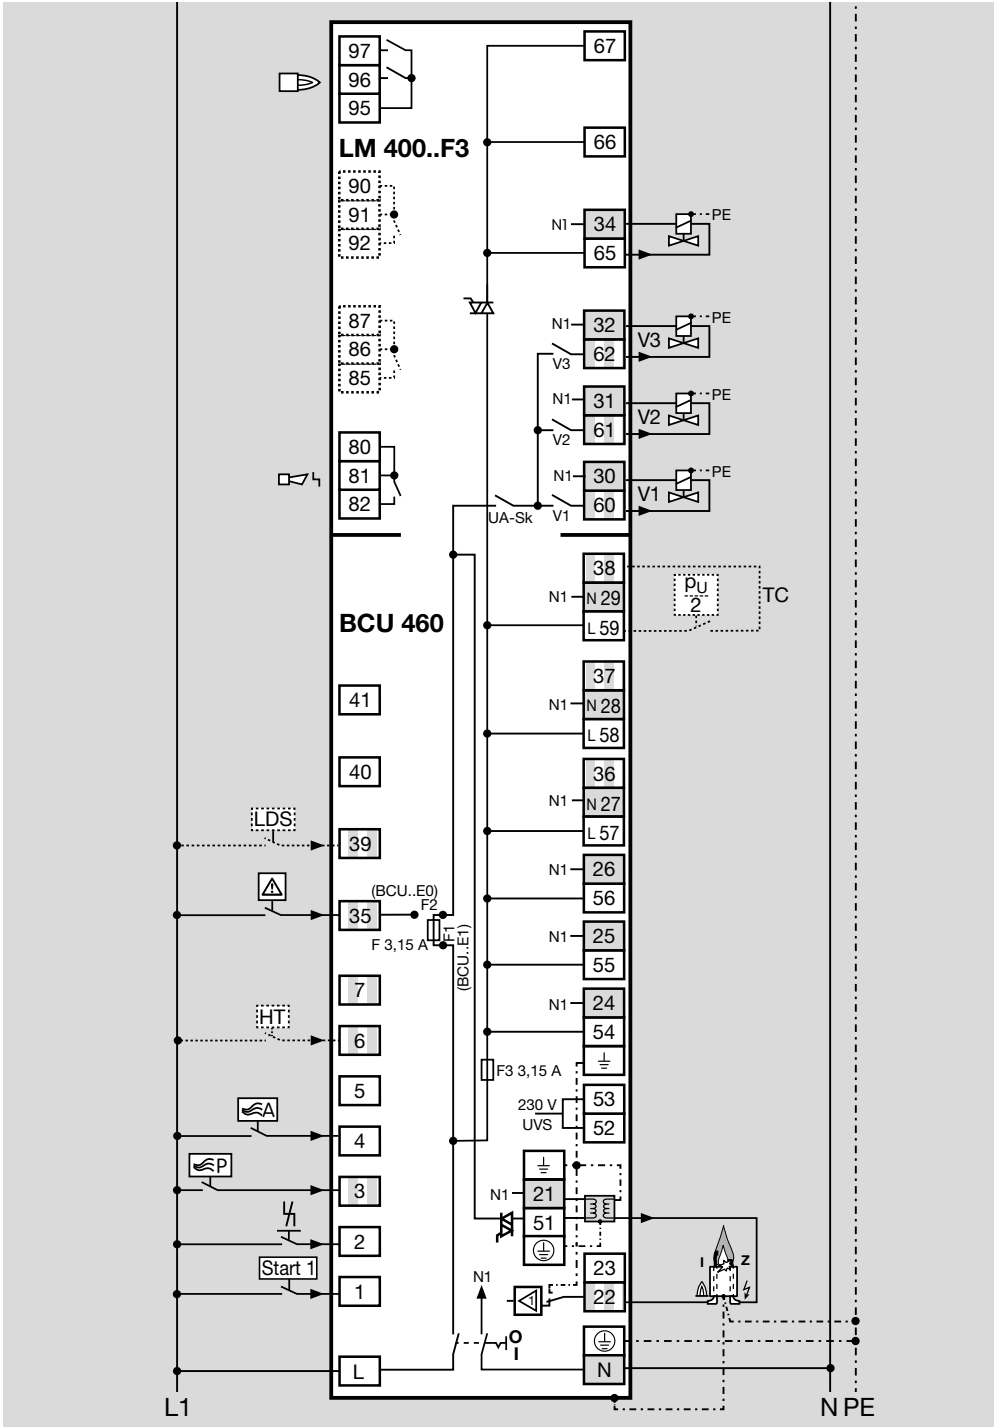 97
67
96
95
LM 400..F3
66
90
91
92
N1
34
PE
65
87
86
85
N1
32
PE
V3
62
V3
N1
31
PE
V2
61
V2
80
81
82
N1
30
PE
V1
60
V1
UA-Sk
38
N1
N 29
L 59
pU
2
TC
BCU 460
37
N1
N 28
L 58
41
36
N1
N 27
L 57
40
LDS
39
N1
26
56
(BCU..E0)
F2
35
F 3,15 A
F1
(BCU..E1)
N1
25
55
7
N1
24
54
HT
6
F3 3,15 A
5
230 V
UVS
53
52
A
4
P
3
N1
21
51
2
Start 1
1
23
22
I
Z
N1
1
O
I
L
N
L1
N PE